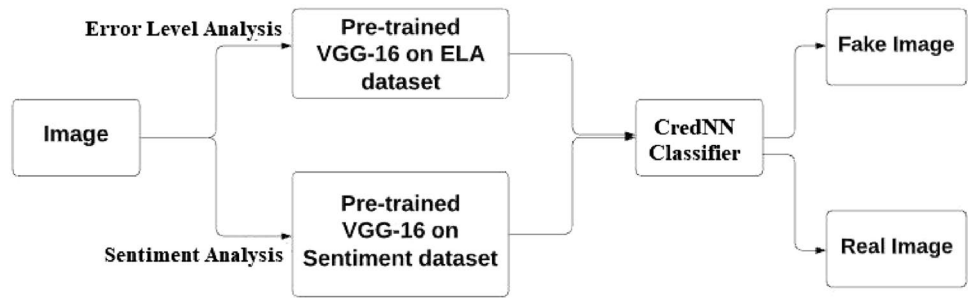 Error Level Analysis
Pre-trained
VGG-16 on ELA
dataset
Fake Image
Image
CredNN
Classifier
Pre-trained
VGG-16 on
Sentiment dataset
Sentiment Analysis
Real Image